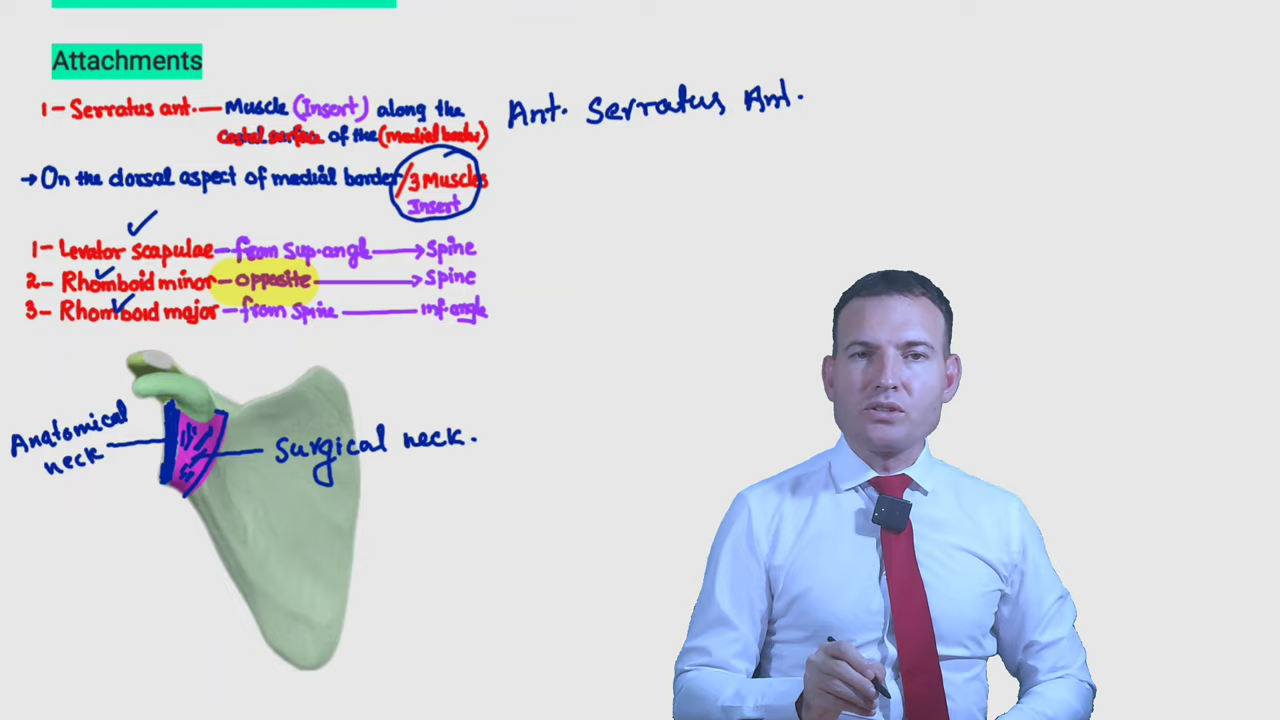 Attachments
1- Serratus ant. — Muscle (Insert) along the
costal surface of the (medial border)
Ant. Serratus Ant.
→ On the dorsal aspect of medial border / 3 Muscles
Insert
1- Levator scapulae - from sup. angle → Spine
2- Rhomboid minor - opposite → Spine
3- Rhomboid major - from Spine — inf. angle
Anatomical
neck
Surgical neck.